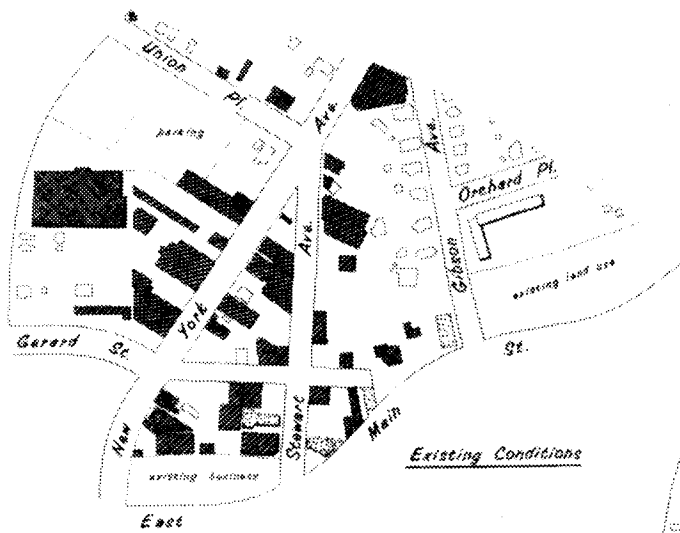 Union Pl.
parking
Ave.
Ave.
Orchard Pl.
Gibson
existing land use
Ave.
York
Gerard St.
St.
New
Stewart
Main
existing business
Existing Conditions
East